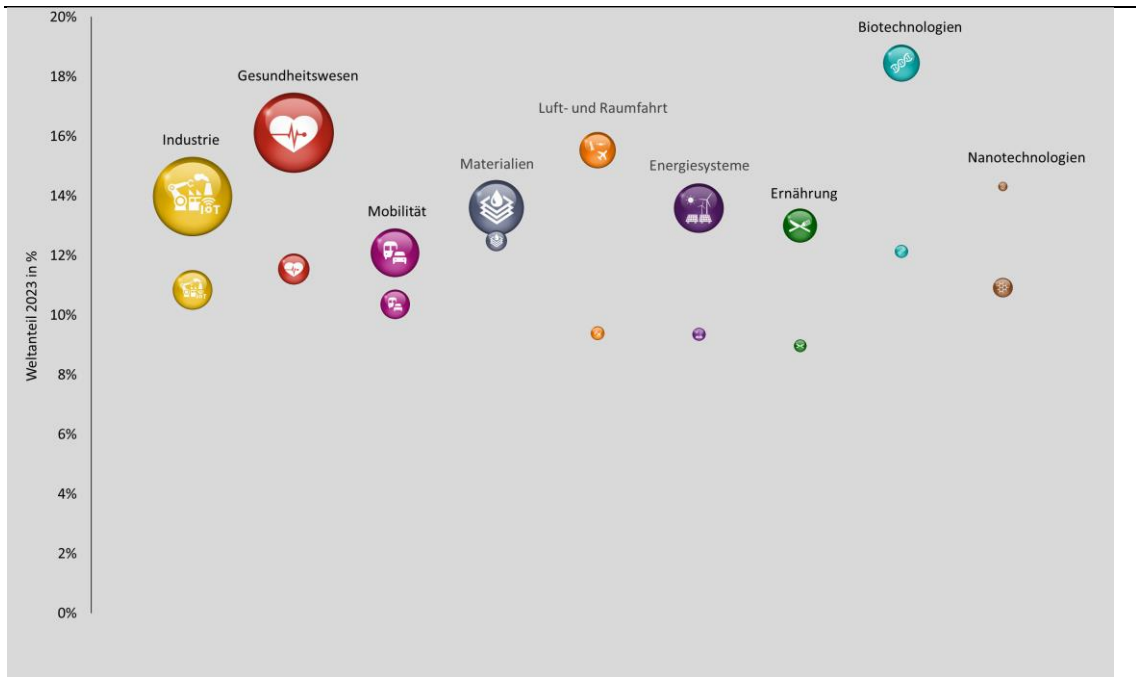 20%
18%
16%
14%
12%
10%
8%
6%
4%
2%
0%
Weltanteil 2023 in %
Industrie
Gesundheitswesen
Mobilität
Materialien
Luft- und Raumfahrt
Energiesysteme
Ernährung
Biotechnologien
Nanotechnologien
IoT